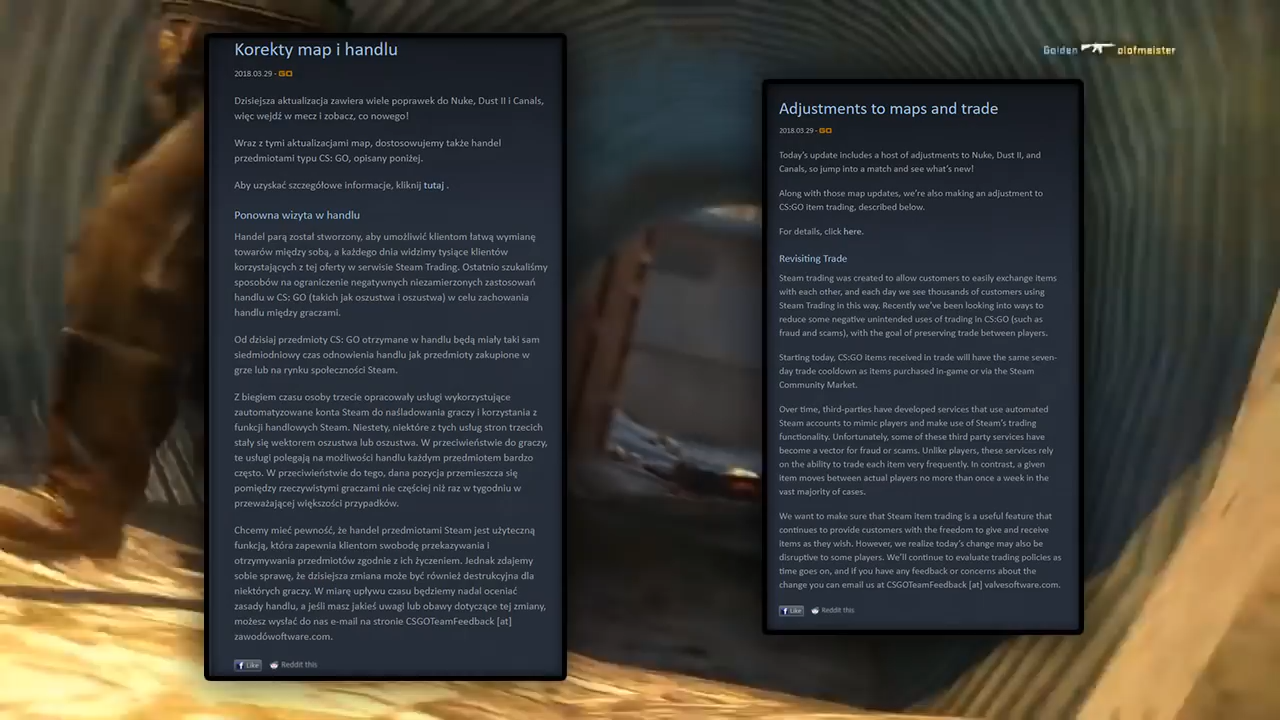 Korekty map i handlu
2018.03.29 - GO
Dzisiejsza aktualizacja zawiera wiele poprawek do Nuke, Dust II i Canals,
więc wejdź w mecz i zobacz, co nowego!
Wraz z tymi aktualizacjami map, dostosowujemy także handel
przedmiotami typu CS: GO, opisany poniżej.
Aby uzyskać szczegółowe informacje, kliknij tutaj .
Ponowna wizyta w handlu
Handel parą został stworzony, aby umożliwić klientom łatwą wymianę
towarów między sobą, a każdego dnia widzimy tysiące klientów
korzystających z tej oferty w serwisie Steam Trading. Ostatnio szukaliśmy
sposobów na ograniczenie negatywnych niezamierzonych zastosowań
handlu w CS: GO (takich jak oszustwa i oszustwa) w celu zachowania
handlu między graczami.
Od dzisiaj przedmioty CS: GO otrzymane w handlu będą miały taki sam
siedmiodniowy czas odnowienia handlu jak przedmioty zakupione w
grze lub na rynku społeczności Steam.
Z biegiem czasu osoby trzecie opracowały usługi wykorzystujące
zautomatyzowane konta Steam do naśladowania graczy i korzystania z
funkcji handlowych Steam. Niestety, niektóre z tych usług stron trzecich
stały się wektorem oszustwa lub oszustwa. W przeciwieństwie do graczy,
te usługi polegają na możliwości handlu każdym przedmiotem bardzo
często. W przeciwieństwie do tego, dana pozycja przemieszcza się
pomiędzy rzeczywistymi graczami nie częściej niż raz w tygodniu w
przeważającej większości przypadków.
Chcemy mieć pewność, że handel przedmiotami Steam jest użyteczną
funkcją, która zapewnia klientom swobodę przekazywania i
otrzymywania przedmiotów zgodnie z ich życzeniem. Jednak zdajemy
sobie sprawę, że dzisiejsza zmiana może być również destrukcyjna dla
niektórych graczy. W miarę upływu czasu będziemy nadal oceniać
zasady handlu, a jeśli masz jakieś uwagi lub obawy dotyczące tej zmiany,
możesz wysłać do nas e-mail na stronie CSGOTeamFeedback [at]
zawodówoftware.com.
Like Reddit this
Golden olofmeister
Adjustments to maps and trade
2018.03.29 - GO
Today's update includes a host of adjustments to Nuke, Dust II, and
Canals, so jump into a match and see what's new!
Along with those map updates, we're also making an adjustment to
CS:GO item trading, described below.
For details, click here.
Revisiting Trade
Steam trading was created to allow customers to easily exchange items
with each other, and each day we see thousands of customers using
Steam Trading in this way. Recently we've been looking into ways to
reduce some negative unintended uses of trading in CS:GO (such as
fraud and scams), with the goal of preserving trade between players.
Starting today, CS:GO items received in trade will have the same seven-
day trade cooldown as items purchased in-game or via the Steam
Community Market.
Over time, third-parties have developed services that use automated
Steam accounts to mimic players and make use of Steam's trading
functionality. Unfortunately, some of these third party services have
become a vector for fraud or scams. Unlike players, these services rely
on the ability to trade each item very frequently. In contrast, a given
item moves between actual players no more than once a week in the
vast majority of cases.
We want to make sure that Steam item trading is a useful feature that
continues to provide customers with the freedom to give and receive
items as they wish. However, we realize today's change may also be
disruptive to some players. We'll continue to evaluate trading policies as
time goes on, and if you have any feedback or concerns about the
change you can email us at CSGOTeamFeedback [at] valvesoftware.com.
Like Reddit this